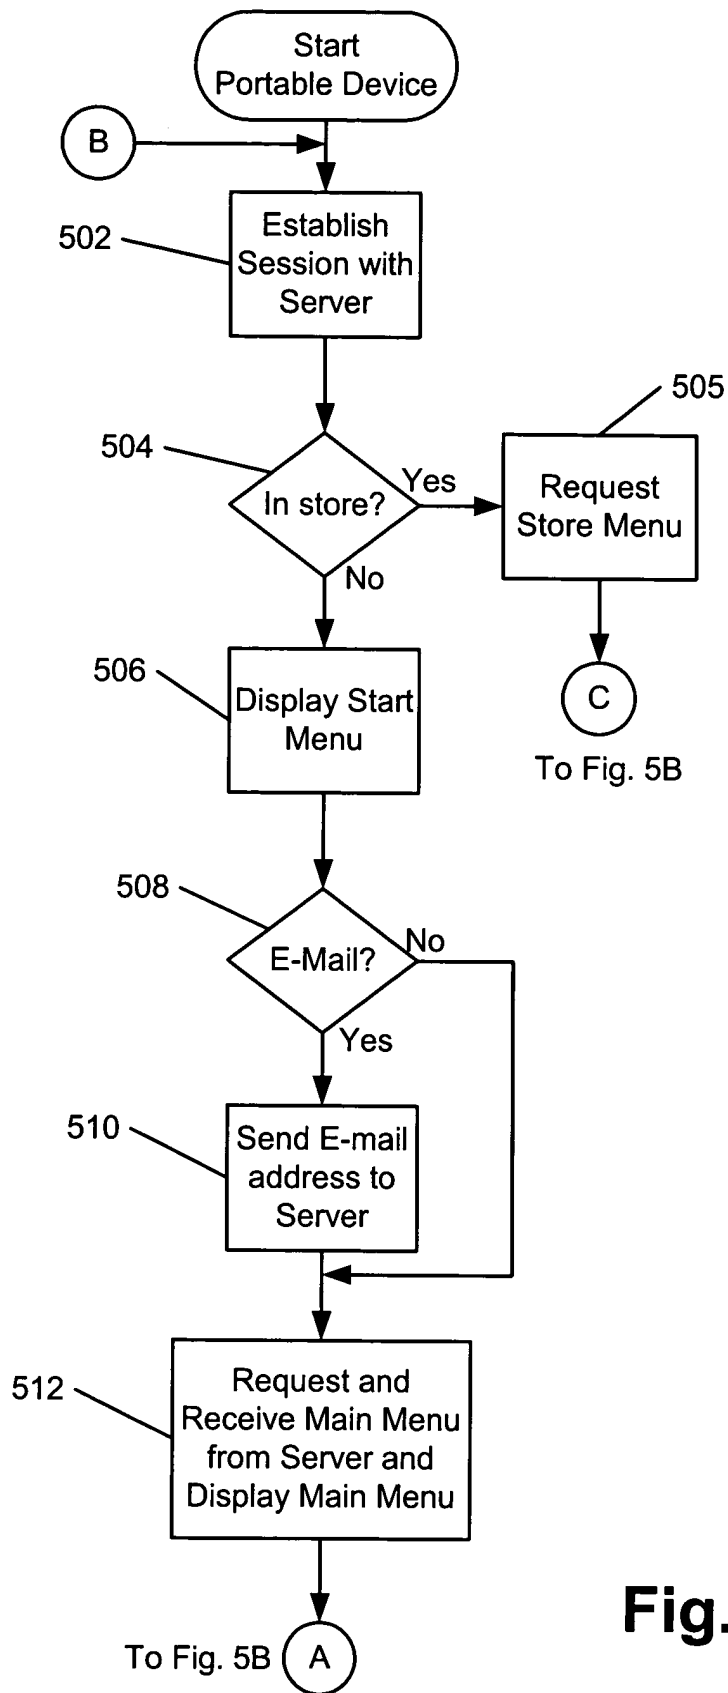 Start
Portable Device
B
502
Establish
Session with
Server
505
504
In store?
Yes
Request
Store Menu
No
506
Display Start
Menu
C
To Fig. 5B
508
E-Mail?
No
Yes
510
Send E-mail
address to
Server
512
Request and
Receive Main Menu
from Server and
Display Main Menu
Fig.
To Fig. 5B
A